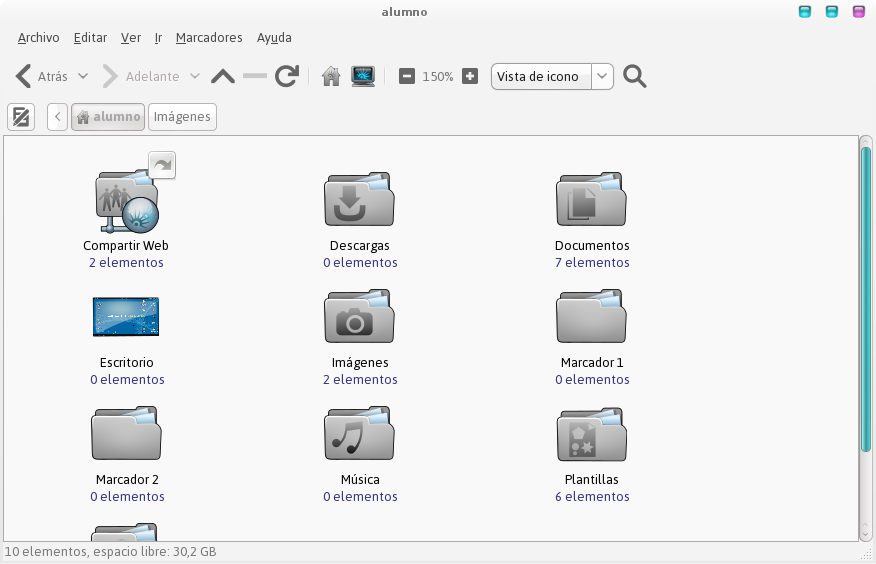 alumno
Archivo Editar Ver Ir Marcadores Ayuda
Atrás Adelante 150% Vista de icono
alumno Imágenes
Compartir Web Descargas Documentos
2 elementos 0 elementos 7 elementos
Escritorio Imágenes Marcador 1
0 elementos 2 elementos 0 elementos
Marcador 2 Música Plantillas
0 elementos 0 elementos 6 elementos
10 elementos, espacio libre: 30,2 GB